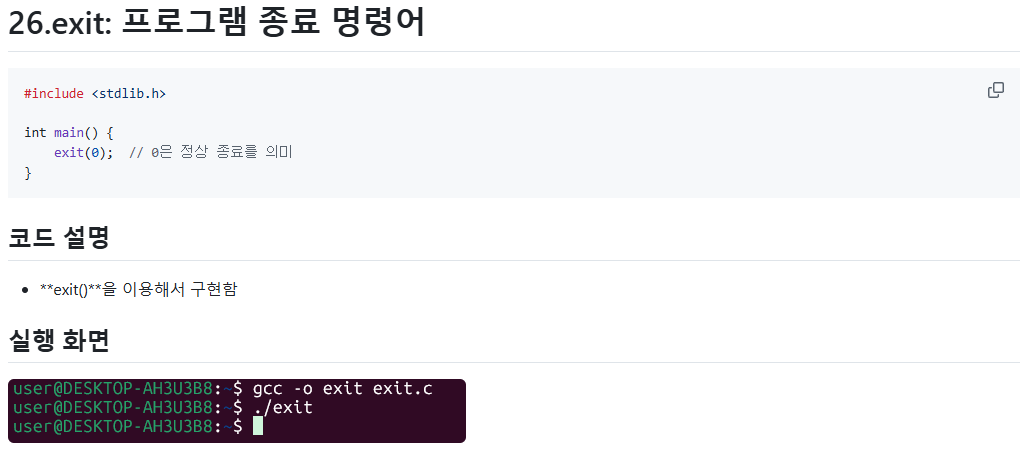 26.exit: 프로그램 종료 명령어
#include <stdlib.h>
int main() {
    exit(0);  // 0은 정상 종료를 의미
}
코드 설명
• **exit()**을 이용해서 구현함
실행 화면
user@DESKTOP-AH3U3B8:~$ gcc -o exit exit.c
user@DESKTOP-AH3U3B8:~$ ./exit
user@DESKTOP-AH3U3B8:~$